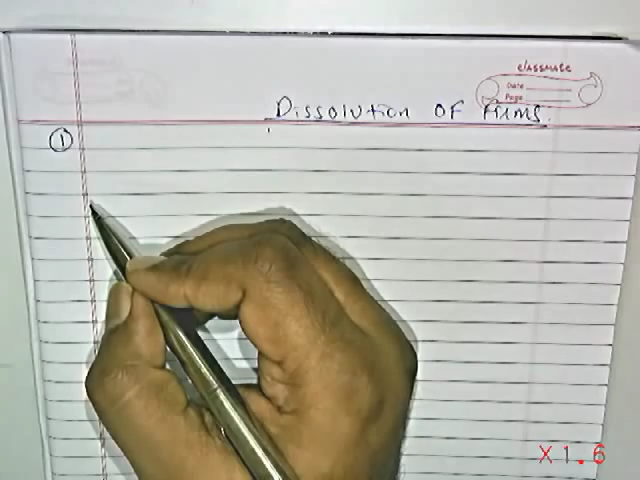 classmate
Date
Page
Dissolution OF Firms.
1
X1.6